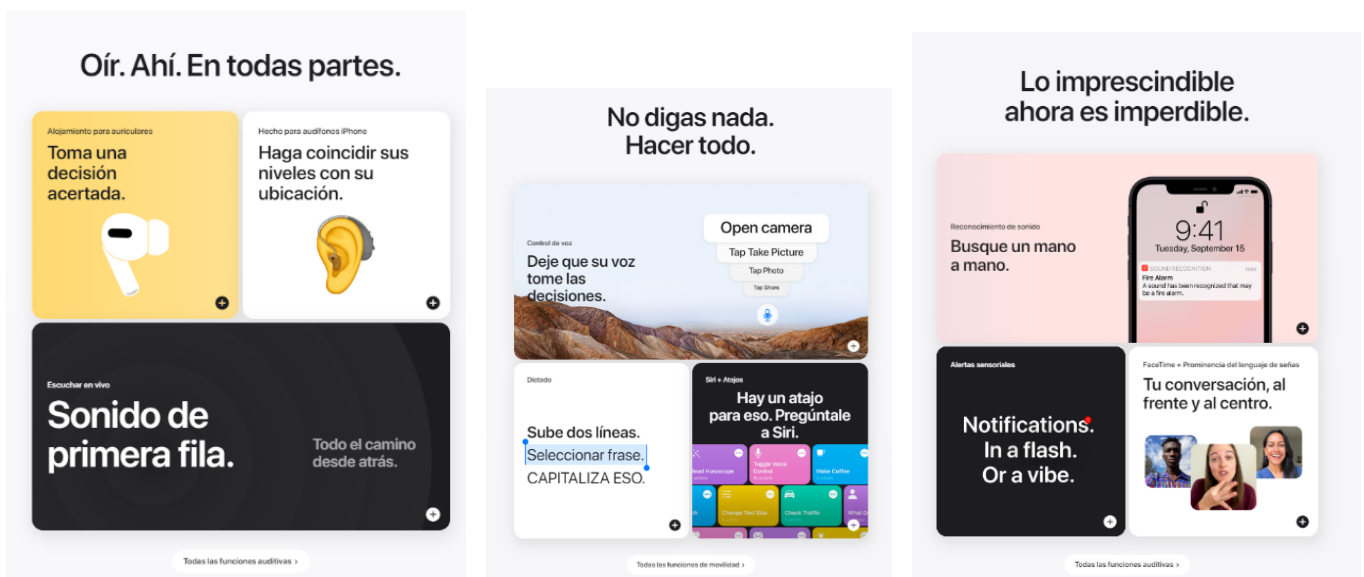 Oír. Ahí. En todas partes.
Alojamiento para auriculares
Toma una
decisión
acertada.
Hecho para audífonos iPhone
Haga coincidir sus
niveles con su
ubicación.
Escuchar en vivo
Sonido de
primera fila.
Todo el camino
desde atrás.
Todas las funciones auditivas >
No digas nada.
Hacer todo.
Control de voz
Deje que su voz
tome las
decisiones.
Open camera
Tap Take Picture
Tap Photo
Tap Share
Dictado
Sube dos líneas.
Seleccionar frase.
CAPITALIZA ESO.
Siri + Atajos
Hay un atajo
para eso. Pregúntale
a Siri.
Read Horoscope
Toggle Voice
Control
Make Coffee
Change Text Size
Check Traffic
Todas las funciones de movilidad >
Lo imprescindible
ahora es imperdible.
Reconocimiento de sonido
Busque un mano
a mano.
9:41
Tuesday, September 15
SOUND RECOGNITION
now
Fire Alarm
A sound has been recognized that may
be a fire alarm.
Alertas sensoriales
Notifications.
In a flash.
Or a vibe.
FaceTime + Prominencia del lenguaje de señas
Tu conversación, al
frente y al centro.
Todas las funciones auditivas >